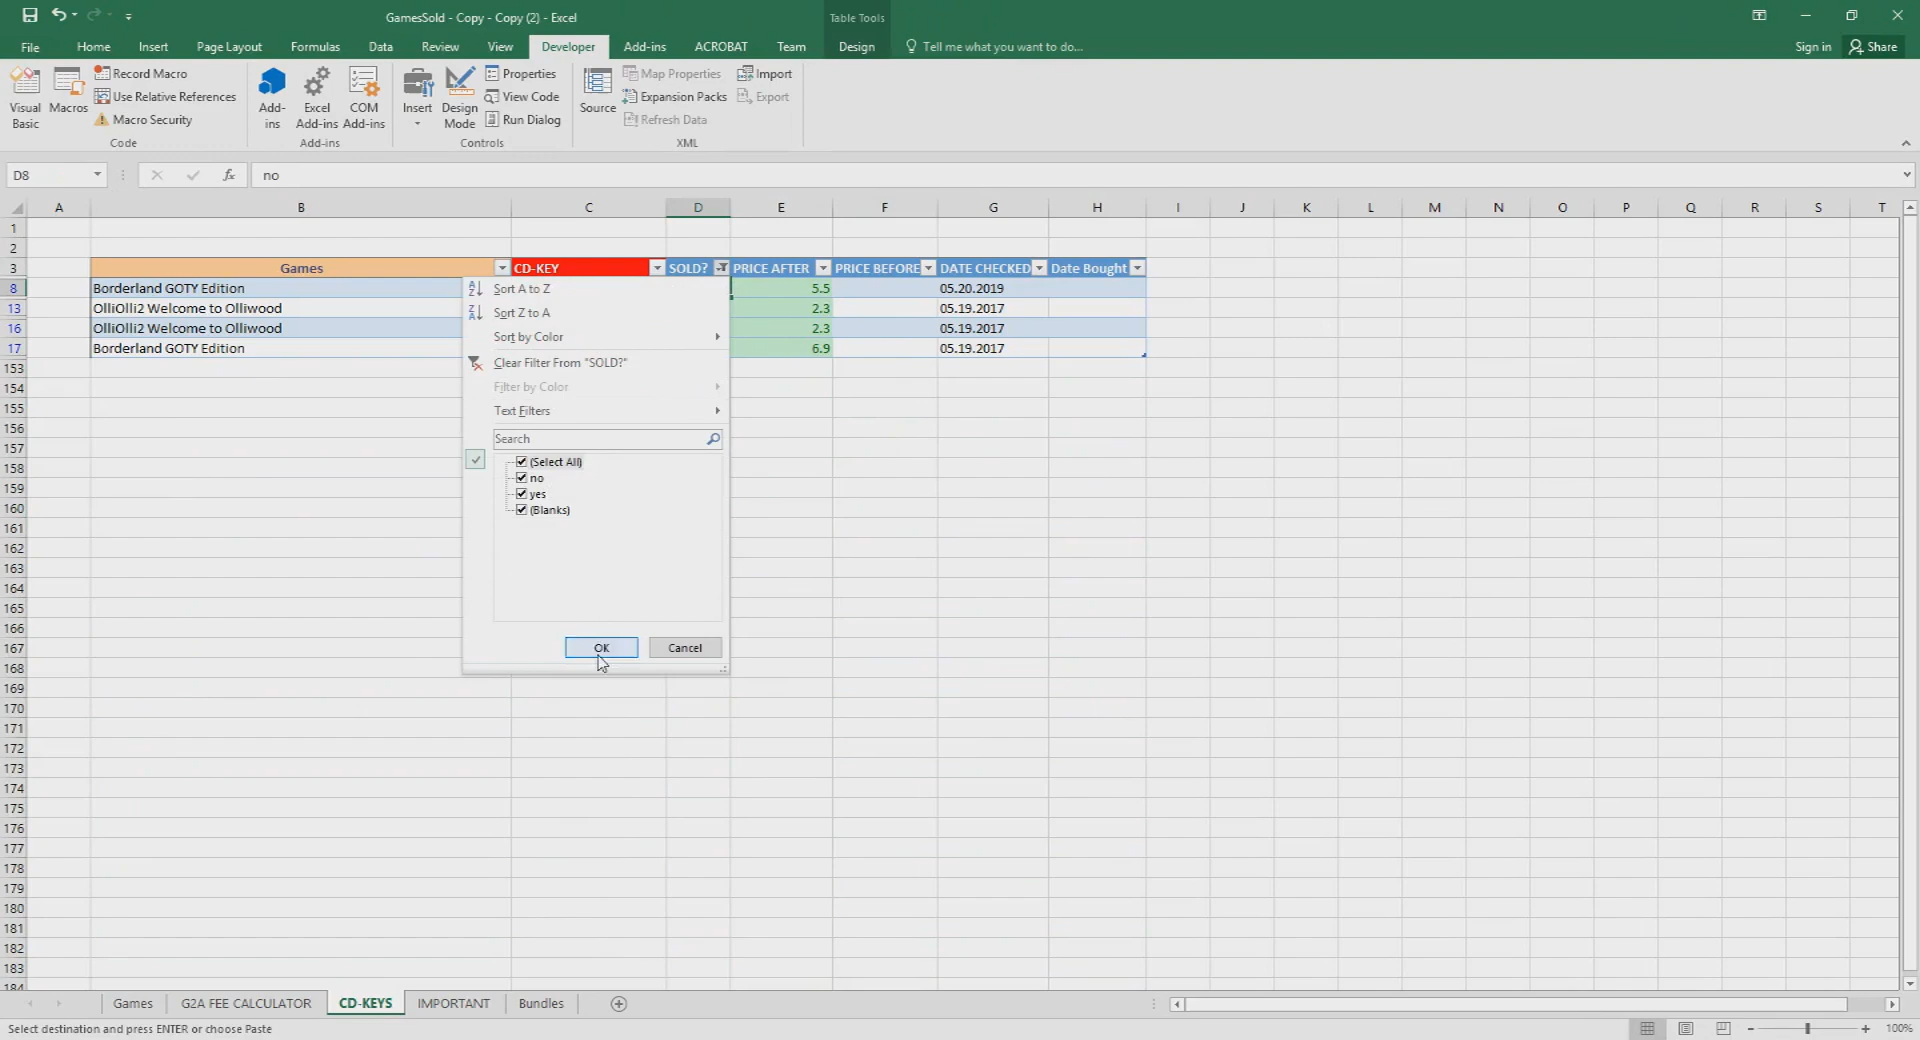 GamesSold - Copy - Copy (2) - Excel
Table Tools
File Home Insert Page Layout Formulas Data Review View Developer Add-ins ACROBAT Team Design Tell me what you want to do... Sign in Share
Visual Basic
Macros
Record Macro
Use Relative References
Macro Security
Code
Add-ins
Excel Add-ins
COM Add-ins
Add-ins
Insert
Design Mode
Properties
View Code
Run Dialog
Controls
Source
Map Properties
Expansion Packs
Refresh Data
Import
Export
XML
D8 fx no
A B C D E F G H I J K L M N O P Q R S T
1
2
3 Games CD-KEY SOLD? PRICE AFTER PRICE BEFORE DATE CHECKED Date Bought
8 Borderland GOTY Edition 5.5 05.20.2019
13 OlliOlli2 Welcome to Olliwood 2.3 05.19.2017
16 OlliOlli2 Welcome to Olliwood 2.3 05.19.2017
17 Borderland GOTY Edition 6.9 05.19.2017
153
154
155
156
157
158
159
160
161
162
163
164
165
166
167
168
169
170
171
172
173
174
175
176
177
178
179
180
181
182
183
184
Sort A to Z
Sort Z to A
Sort by Color
Clear Filter From "SOLD?"
Filter by Color
Text Filters
Search
(Select All)
no
yes
(Blanks)
OK Cancel
Games G2A FEE CALCULATOR CD-KEYS IMPORTANT Bundles
Select destination and press ENTER or choose Paste
100%